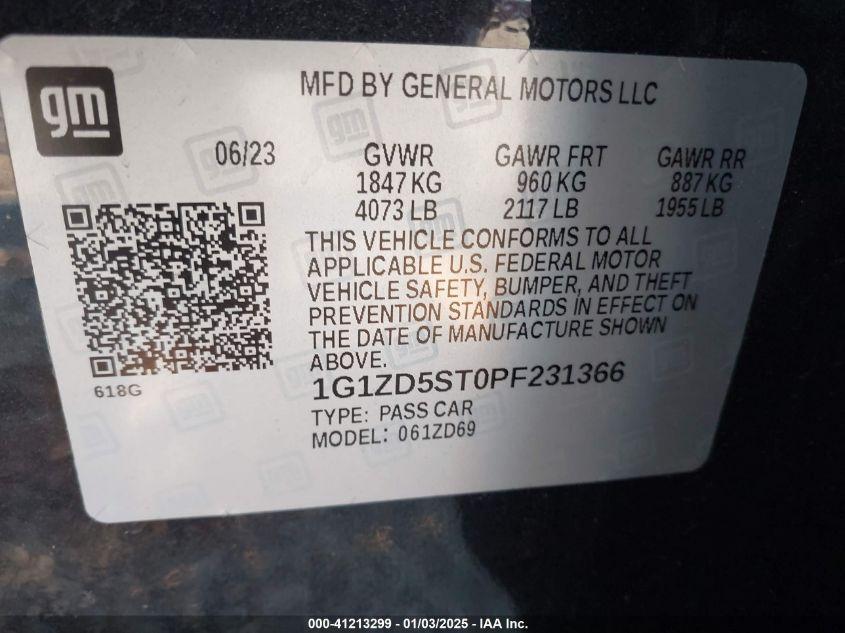 gm
MFD BY GENERAL MOTORS LLC
06/23 GVWR GAWR FRT GAWR RR
1847 KG 960 KG 887 KG
4073 LB 2117 LB 1955 LB
THIS VEHICLE CONFORMS TO ALL
APPLICABLE U.S. FEDERAL MOTOR
VEHICLE SAFETY, BUMPER, AND THEFT
PREVENTION STANDARDS IN EFFECT ON
THE DATE OF MANUFACTURE SHOWN
ABOVE.
618G
1G1ZD5ST0PF231366
TYPE: PASS CAR
MODEL: 061ZD69
000-41213299 - 01/03/2025 - IAA Inc.